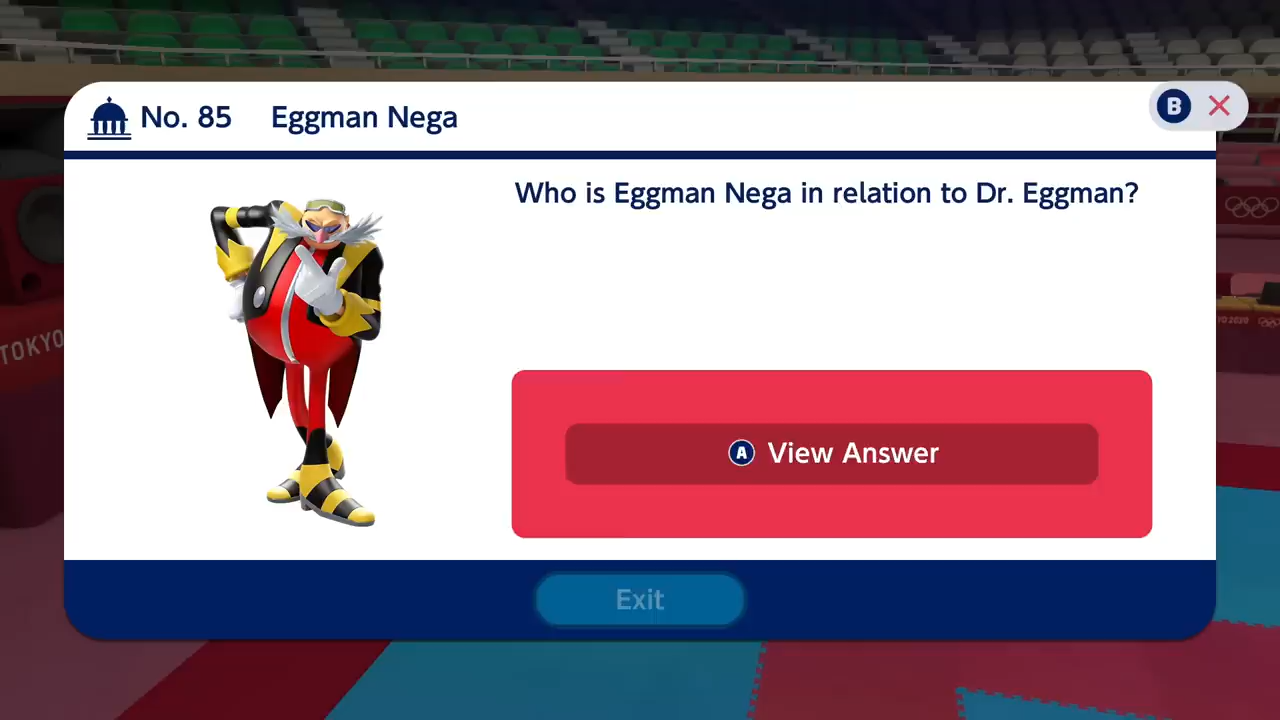 No. 85 Eggman Nega
B
Who is Eggman Nega in relation to Dr. Eggman?
TOKYO
A View Answer
Exit